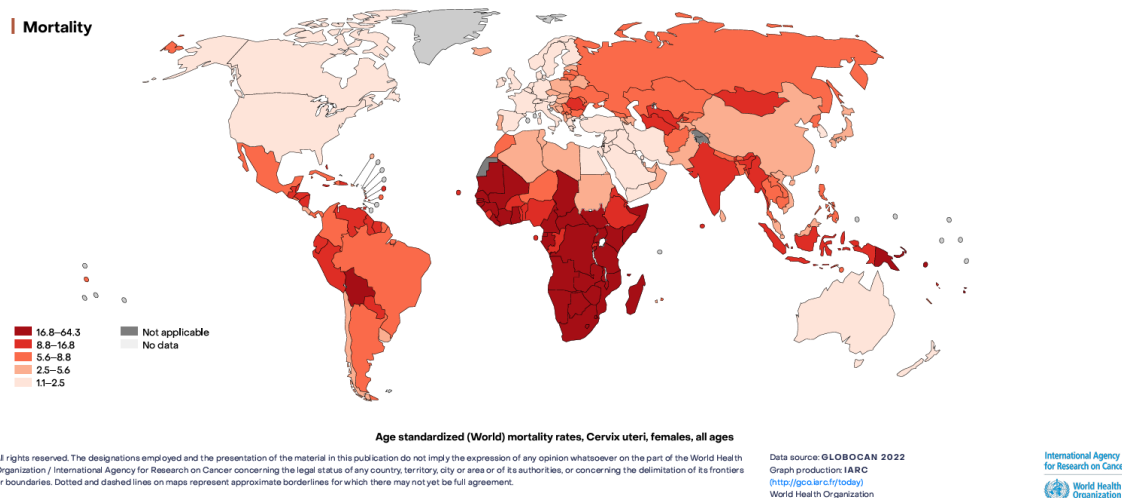 Mortality
16.8–64.3
8.8–16.8
5.6–8.8
2.5–5.6
1.1–2.5
Not applicable
No data
Age standardized (World) mortality rates, Cervix uteri, females, all ages
ll rights reserved. The designations employed and the presentation of the material in this publication do not imply the expression of any opinion whatsoever on the part of the World Health
Organization / International Agency for Research on Cancer concerning the legal status of any country, territory, city or area or of its authorities, or concerning the delimitation of its frontiers
r boundaries. Dotted and dashed lines on maps represent approximate borderlines for which there may not yet be full agreement.
Data source: GLOBOCAN 2022
Graph production: IARC
(http://gco.iarc.fr/today)
World Health Organization
International Agency
for Research on Cance
World Health
Organization